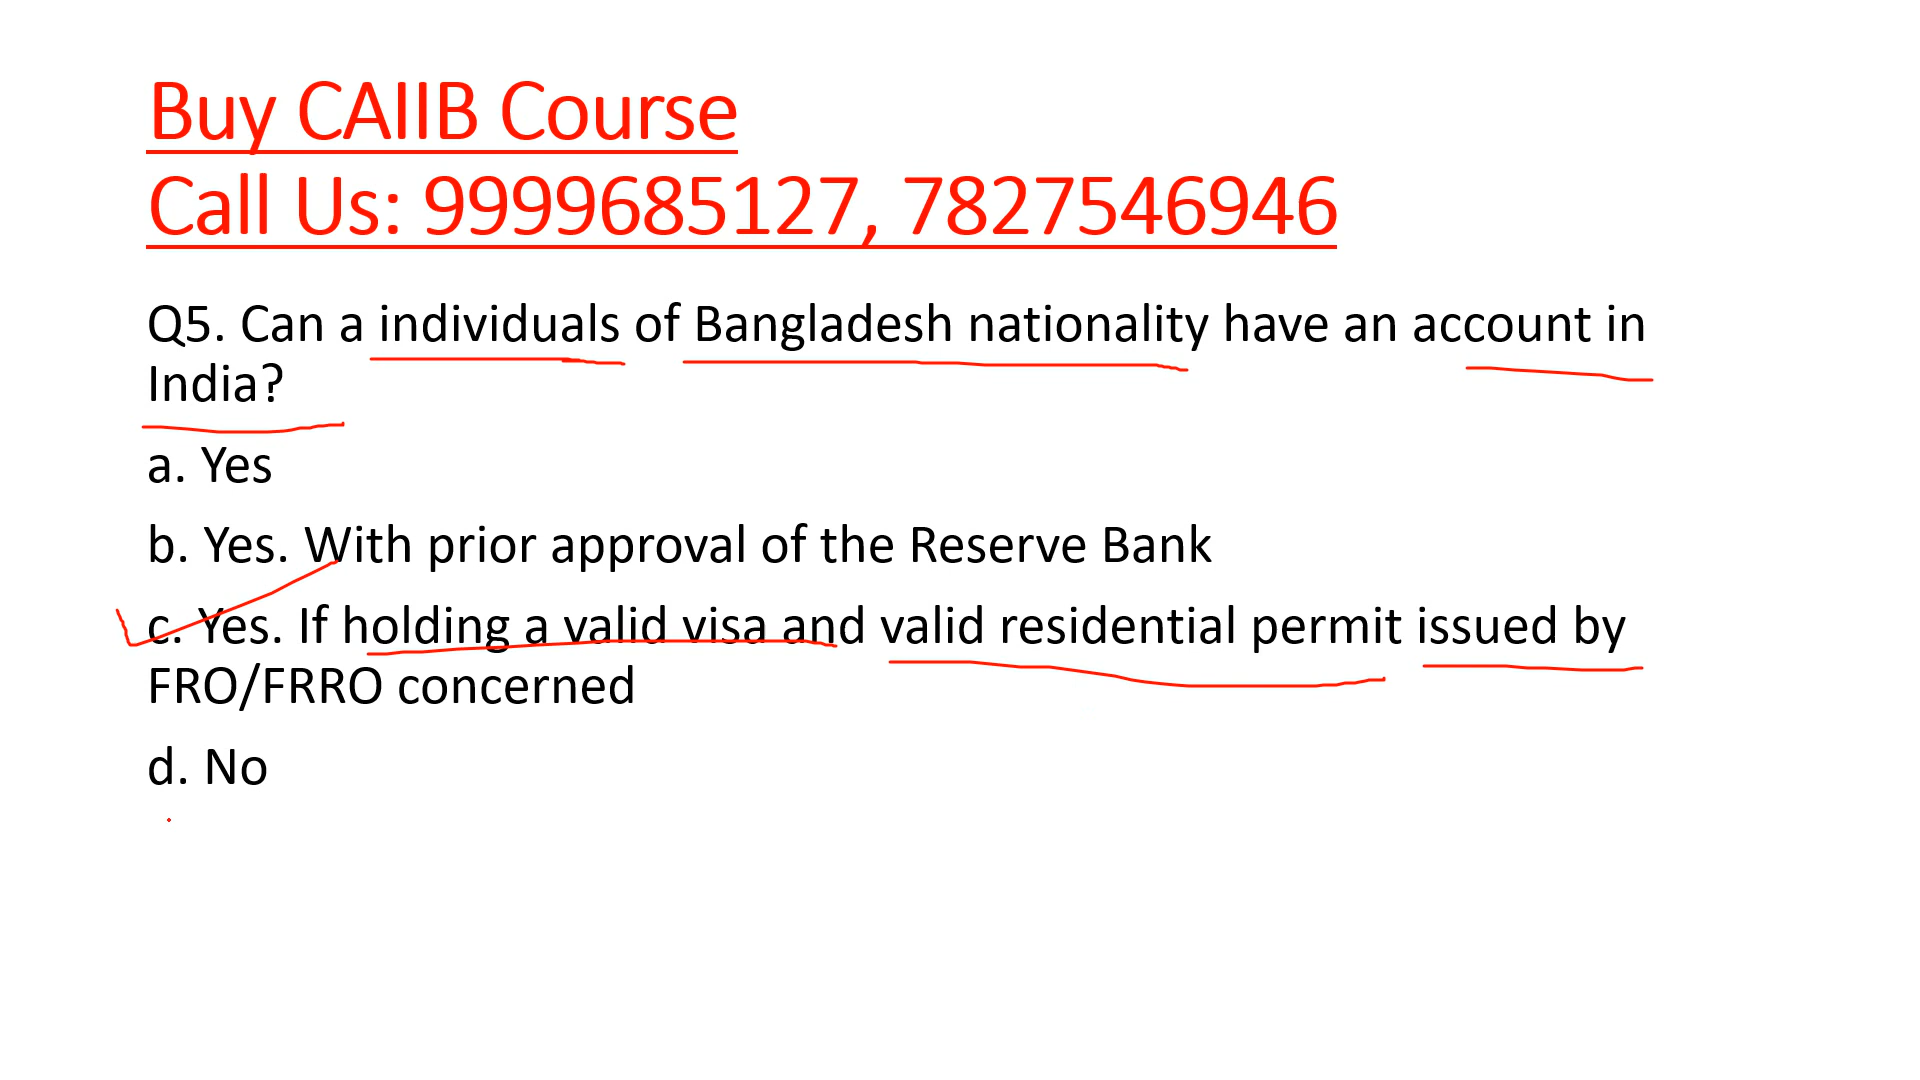 Buy CAIIB Course
Call Us: 9999685127, 7827546946
Q5. Can a individuals of Bangladesh nationality have an account in
India?
a. Yes
b. Yes. With prior approval of the Reserve Bank
c. Yes. If holding a valid visa and valid residential permit issued by
FRO/FRRO concerned
d. No